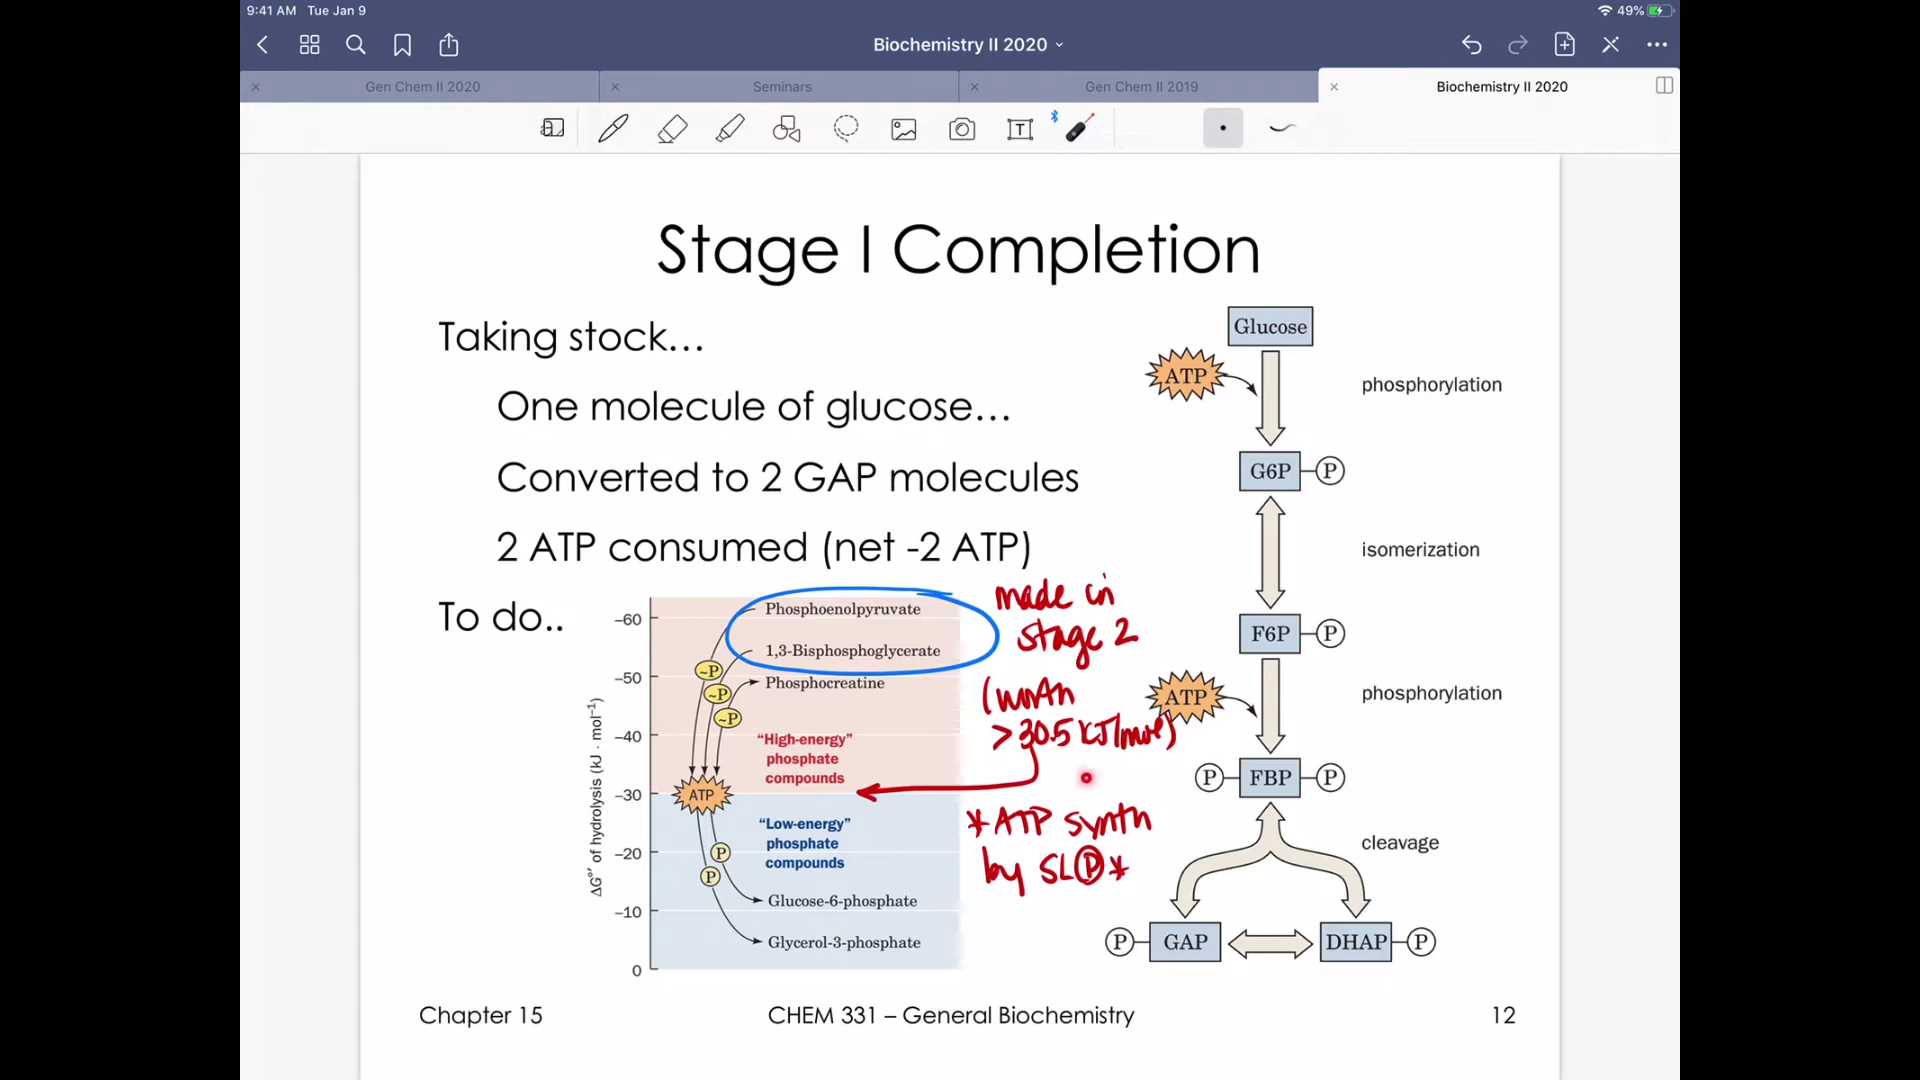 9:41 AM Tue Jan 9
49%
Biochemistry II 2020
Gen Chem II 2020
Seminars
Gen Chem II 2019
Biochemistry II 2020
T
Stage I Completion
Taking stock...
One molecule of glucose...
Converted to 2 GAP molecules
2 ATP consumed (net -2 ATP)
To do..
ΔG°′ of hydrolysis (kJ · mol⁻¹)
−60
−50
−40
−30
−20
−10
0
Phosphoenolpyruvate
1,3-Bisphosphoglycerate
Phosphocreatine
~P
~P
~P
"High-energy"
phosphate
compounds
ATP
"Low-energy"
phosphate
compounds
P
P
Glucose-6-phosphate
Glycerol-3-phosphate
made in
stage 2
> 30.5 kJ/mol)
*ATP synth
by SLⓅ*
Glucose
ATP
phosphorylation
G6P P
isomerization
F6P P
ATP
phosphorylation
P FBP P
cleavage
P GAP DHAP P
Chapter 15
CHEM 331 – General Biochemistry
12